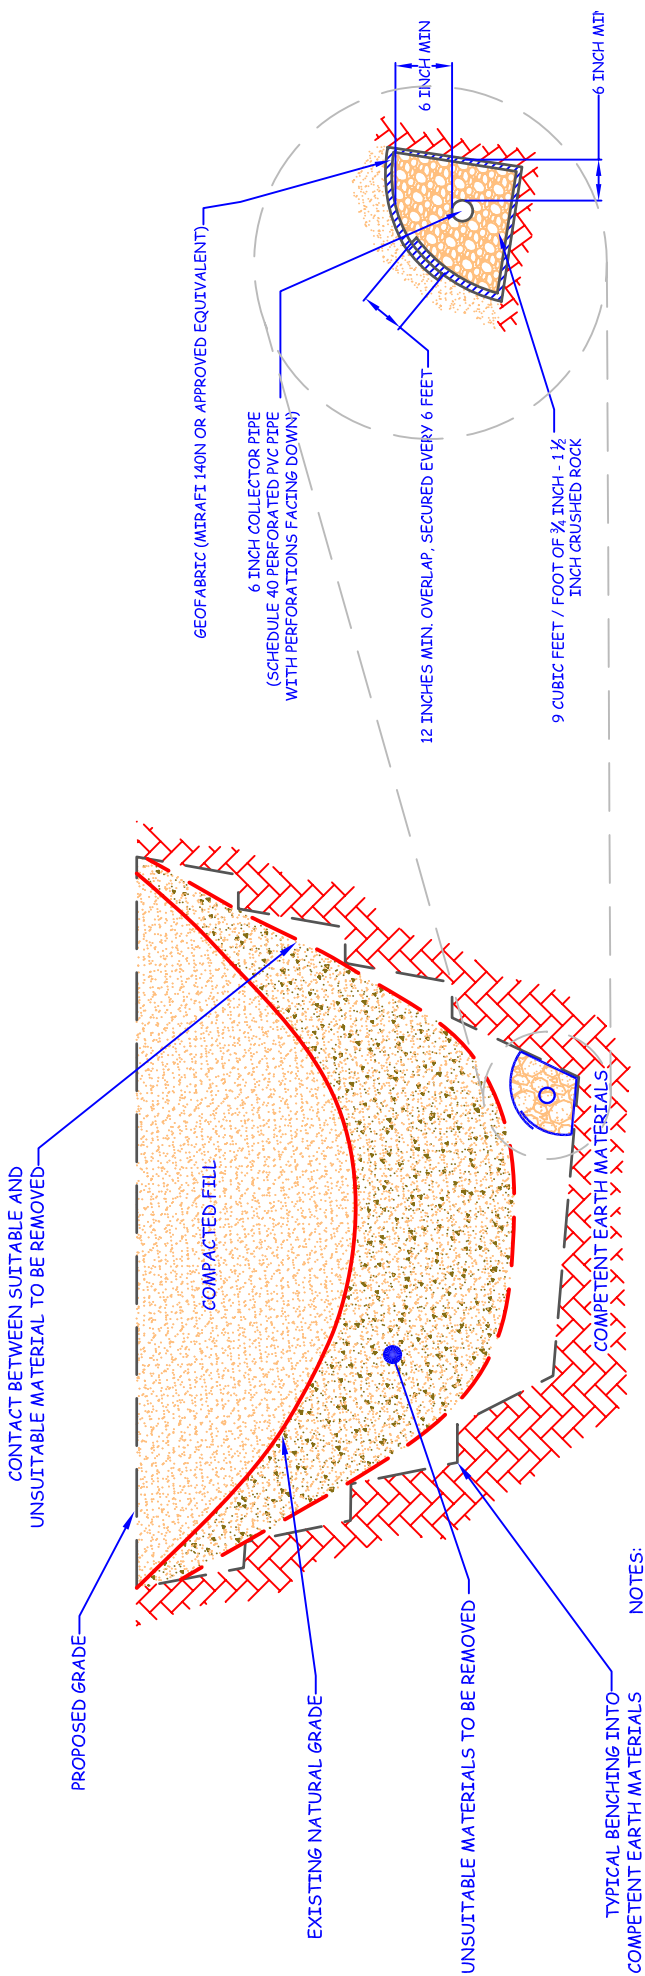 PROPOSED GRADE
CONTACT BETWEEN SUITABLE AND
UNSUITABLE MATERIAL TO BE REMOVED
COMPACTED FILL
EXISTING NATURAL GRADE
UNSUITABLE MATERIALS TO BE REMOVED
TYPICAL BENCHING INTO
COMPETENT EARTH MATERIALS
COMPETENT EARTH MATERIALS
NOTES:
GEOFABRIC (MIRAFI 140N OR APPROVED EQUIVALENT)
6 INCH COLLECTOR PIPE
(SCHEDULE 40 PERFORATED PVC PIPE
WITH PERFORATIONS FACING DOWN)
12 INCHES MIN. OVERLAP, SECURED EVERY 6 FEET
9 CUBIC FEET / FOOT OF ¾ INCH - 1 ½
INCH CRUSHED ROCK
6 INCH MIN
6 INCH MIN